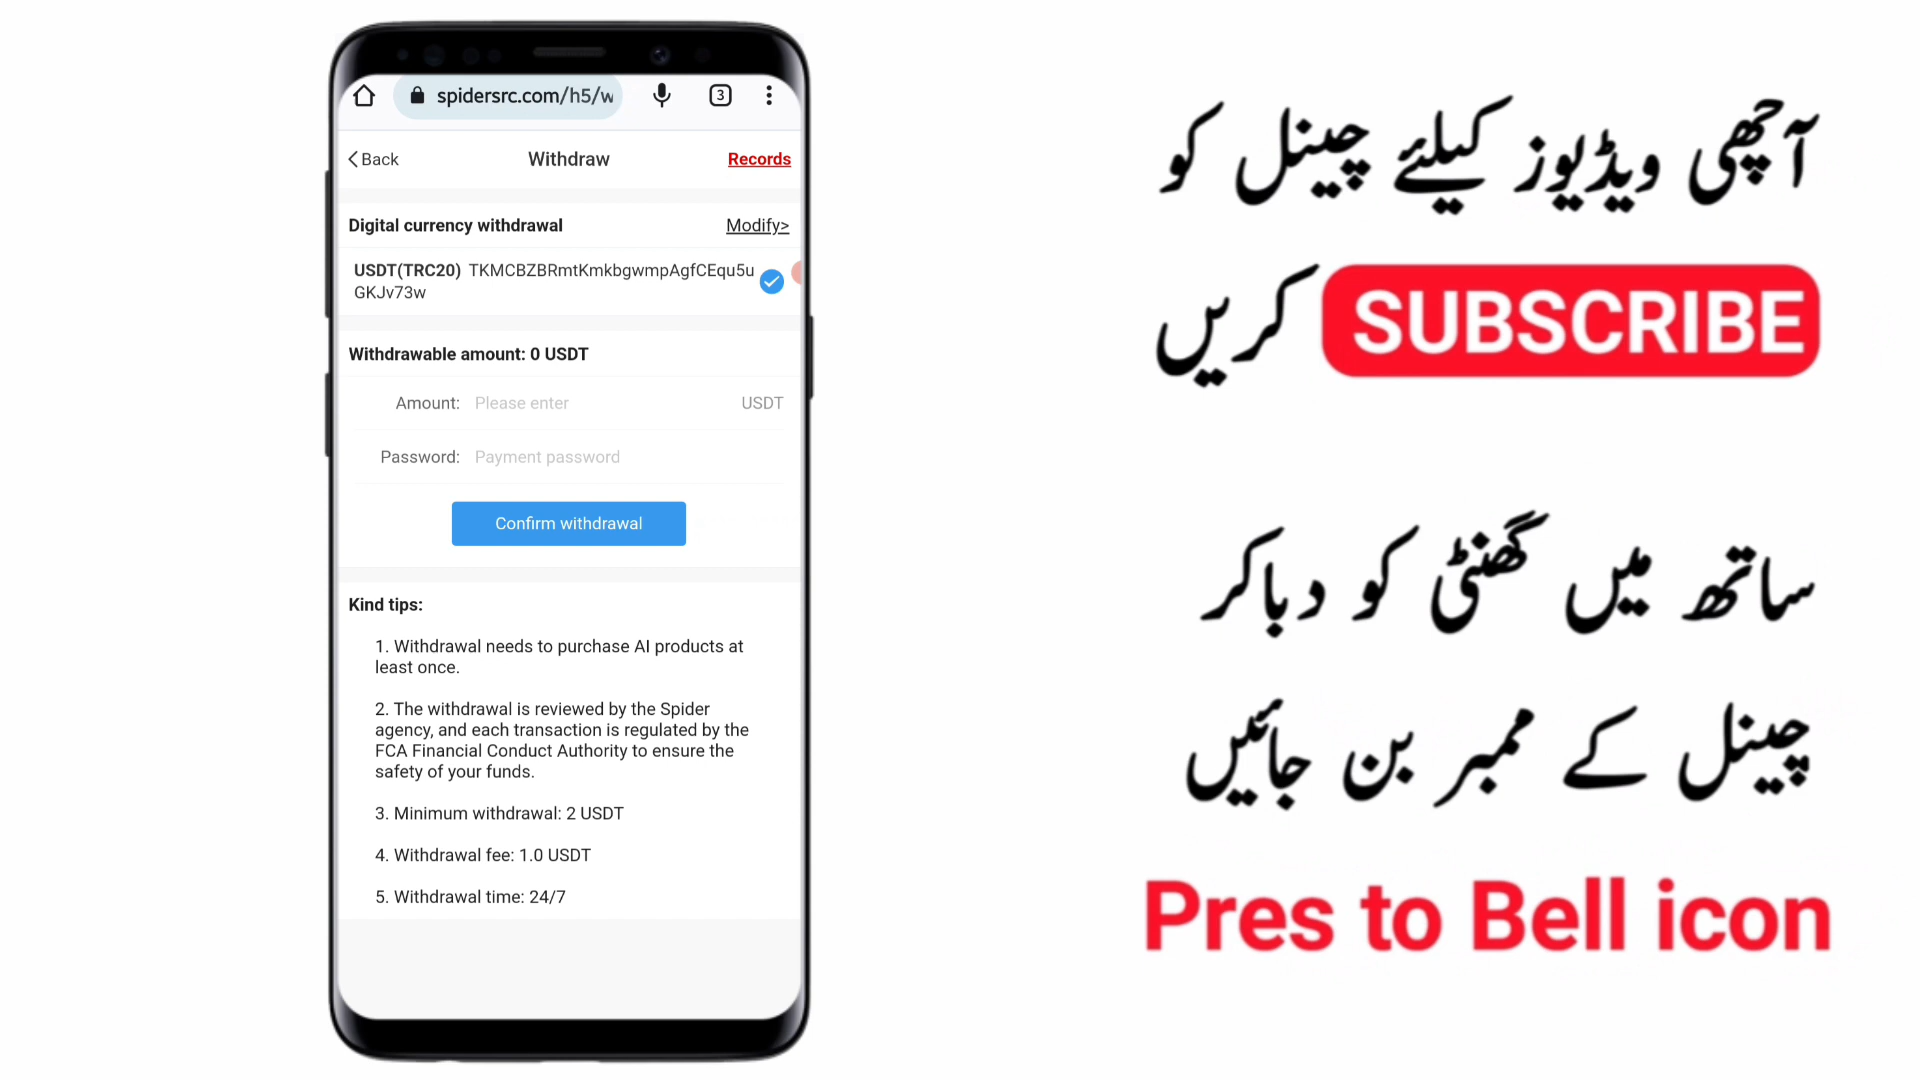 spidersrc.com/h5/w
3
Back
Withdraw
Records
Digital currency withdrawal
Modify>
USDT(TRC20) TKMCBZBRmtKmkbgwmpAgfCEqu5u
GKJv73w
Withdrawable amount: 0 USDT
Amount: Please enter USDT
Password: Payment password
Confirm withdrawal
Kind tips:
1. Withdrawal needs to purchase AI products at
least once.
2. The withdrawal is reviewed by the Spider
agency, and each transaction is regulated by the
FCA Financial Conduct Authority to ensure the
safety of your funds.
3. Minimum withdrawal: 2 USDT
4. Withdrawal fee: 1.0 USDT
5. Withdrawal time: 24/7
آچھی ویڈیوز کیلئے چینل کو
SUBSCRIBE کریں
ساتھ میں گھنٹی کو دباکر
چینل کے ممبر بن جائیں
Pres to Bell icon